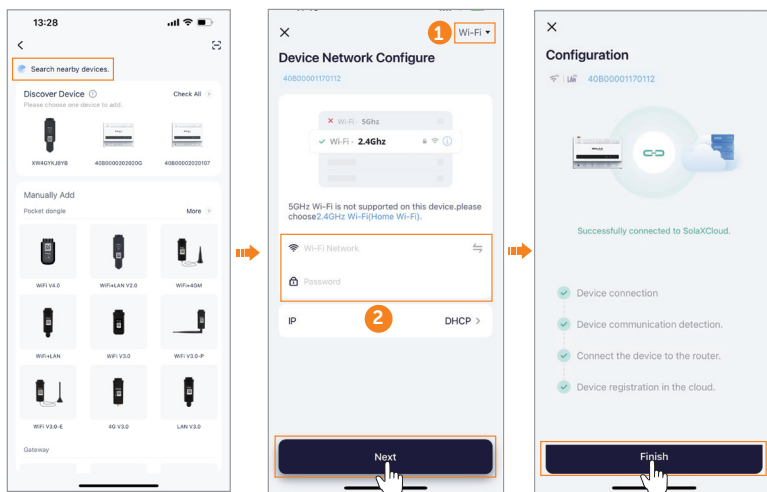 13:28
Search nearby devices.
Discover Device
Check All >
Please choose one device to add.
XW4GYKJ8YB
40B0000202020G
40B00002020107
Manually Add
Pocket dongle
More >
WiFi V4.0
WiFi+LAN V2.0
WiFi+4GM
WiFi+LAN
WiFi V3.0
WiFi V3.0-P
WiFi V3.0-E
4G V3.0
LAN V3.0
Gateway
1
Wi-Fi
Device Network Configure
40B00001170112
Wi-Fi - 5Ghz
Wi-Fi - 2.4Ghz
5GHz Wi-Fi is not supported on this device.please
choose2.4GHz Wi-Fi(Home Wi-Fi).
Wi-Fi Network
Password
2
IP
DHCP >
Next
Configuration
LAN 40B00001170112
Successfully connected to SolaXCloud.
Device connection
Device communication detection.
Connect the device to the router.
Device registration in the cloud.
Finish